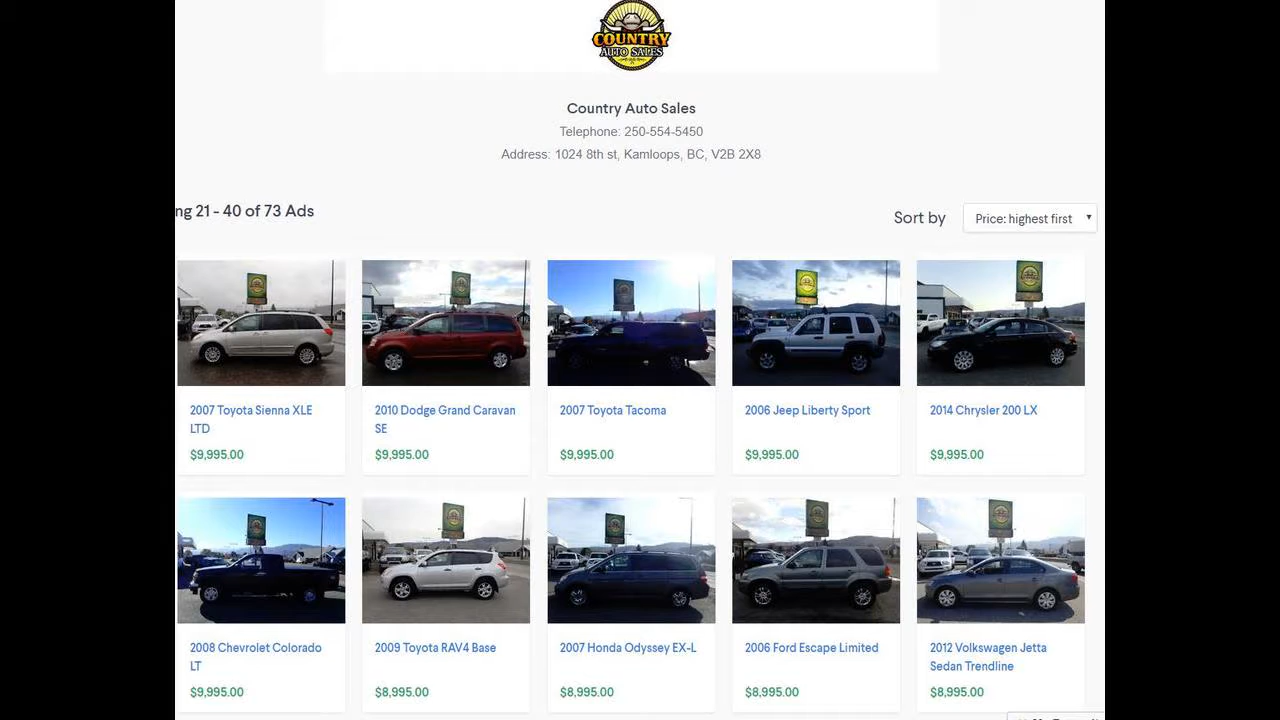 COUNTRY
AUTO SALES
Country Auto Sales
Telephone: 250-554-5450
Address: 1024 8th st, Kamloops, BC, V2B 2X8
ng 21 - 40 of 73 Ads
Sort by
Price: highest first
2007 Toyota Sienna XLE
LTD
$9,995.00
2010 Dodge Grand Caravan
SE
$9,995.00
2007 Toyota Tacoma
$9,995.00
2006 Jeep Liberty Sport
$9,995.00
2014 Chrysler 200 LX
$9,995.00
2008 Chevrolet Colorado
LT
$9,995.00
2009 Toyota RAV4 Base
$8,995.00
2007 Honda Odyssey EX-L
$8,995.00
2006 Ford Escape Limited
$8,995.00
2012 Volkswagen Jetta
Sedan Trendline
$8,995.00